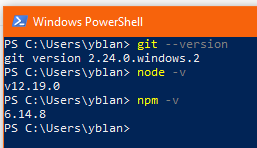 Windows PowerShell
PS C:\Users\yblan> git --version
git version 2.24.0.windows.2
PS C:\Users\yblan> node -v
v12.19.0
PS C:\Users\yblan> npm -v
6.14.8
PS C:\Users\yblan>